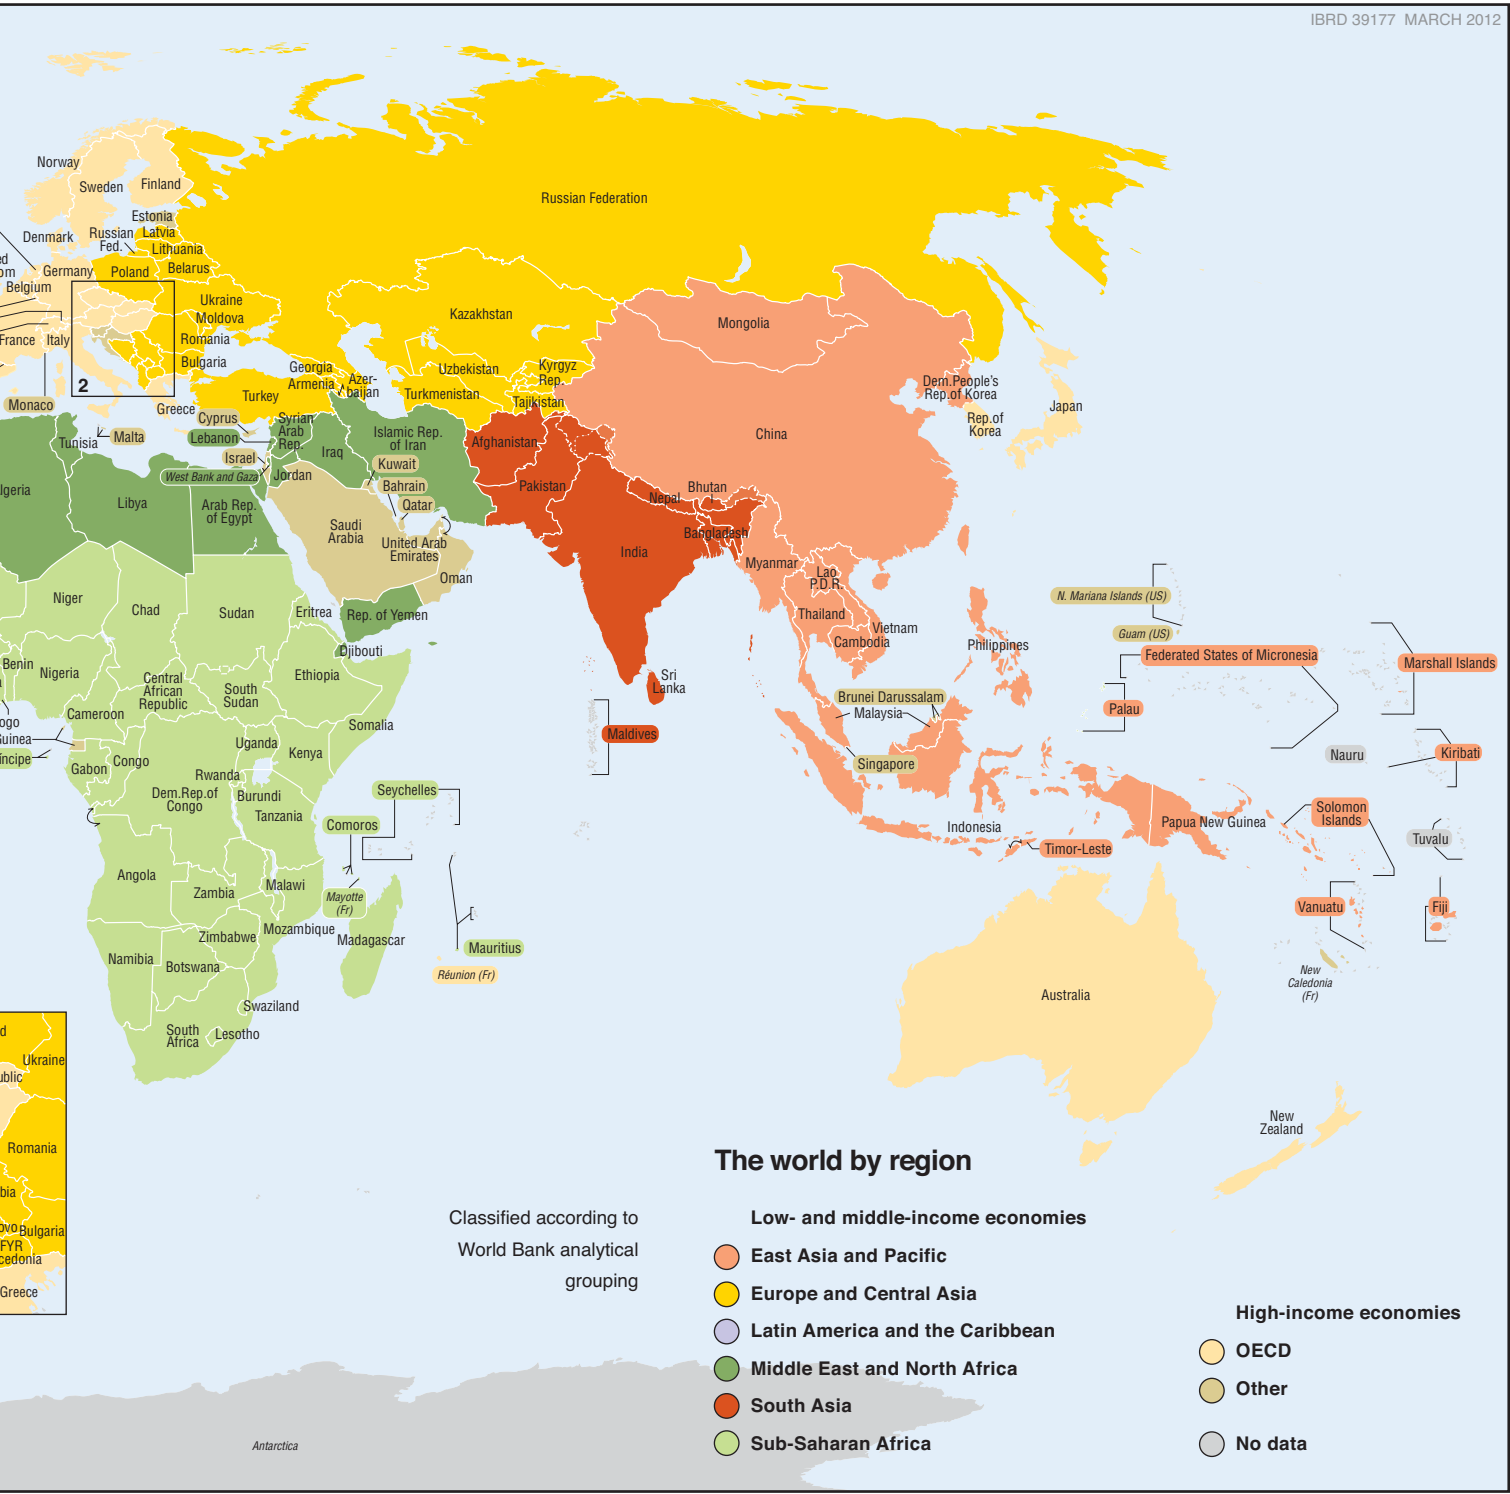 IBRD 39177 MARCH 2012
Norway
Sweden
Finland
Russian Federation
Estonia
Denmark
Russian
Fed.
Latvia
Lithuania
Germany
Poland
Belarus
Belgium
Ukraine
Moldova
Kazakhstan
Mongolia
France
Italy
Romania
Bulgaria
Georgia
Armenia
Azer-
baijan
Uzbekistan
Kyrgyz
Rep.
Turkmenistan
Tajikistan
2
Monaco
Greece
Turkey
Dem.People's
Rep.of Korea
Japan
Rep.of
Korea
China
Cyprus
Syrian
Arab
Rep.
Tunisia
Malta
Lebanon
Israel
West Bank and Gaza
Jordan
Iraq
Islamic Rep.
of Iran
Afghanistan
Kuwait
Bahrain
Qatar
Pakistan
Nepal
Bhutan
lgeria
Libya
Arab Rep.
of Egypt
Saudi
Arabia
United Arab
Emirates
Oman
India
Bangladesh
Myanmar
Lao
P.D.R.
Niger
Chad
Sudan
Eritrea
Rep. of Yemen
Thailand
Vietnam
Cambodia
Philippines
N. Mariana Islands (US)
Guam (US)
Federated States of Micronesia
Marshall Islands
Djibouti
Benin
Nigeria
Central
African
Republic
South
Sudan
Ethiopia
Sri
Lanka
Brunei Darussalam
Malaysia
Palau
ogo
Cameroon
Somalia
Maldives
uinea
Uganda
Kenya
Singapore
Nauru
Kiribati
íncipe
Gabon
Congo
Rwanda
Dem.Rep.of
Congo
Burundi
Tanzania
Seychelles
Comoros
Indonesia
Papua New Guinea
Solomon
Islands
Timor-Leste
Tuvalu
Angola
Zambia
Malawi
Mayotte
(Fr)
Vanuatu
Fiji
Zimbabwe
Mozambique
Madagascar
Mauritius
Namibia
Botswana
Réunion (Fr)
New
Caledonia
(Fr)
Australia
Swaziland
South
Africa
Lesotho
d
Ukraine
ublic
Romania
bia
ovo
Bulgaria
FYR
cedonia
Greece
New
Zealand
The world by region
Classified according to
World Bank analytical
grouping
Low- and middle-income economies
East Asia and Pacific
Europe and Central Asia
Latin America and the Caribbean
Middle East and North Africa
South Asia
Sub-Saharan Africa
High-income economies
OECD
Other
No data
Antarctica